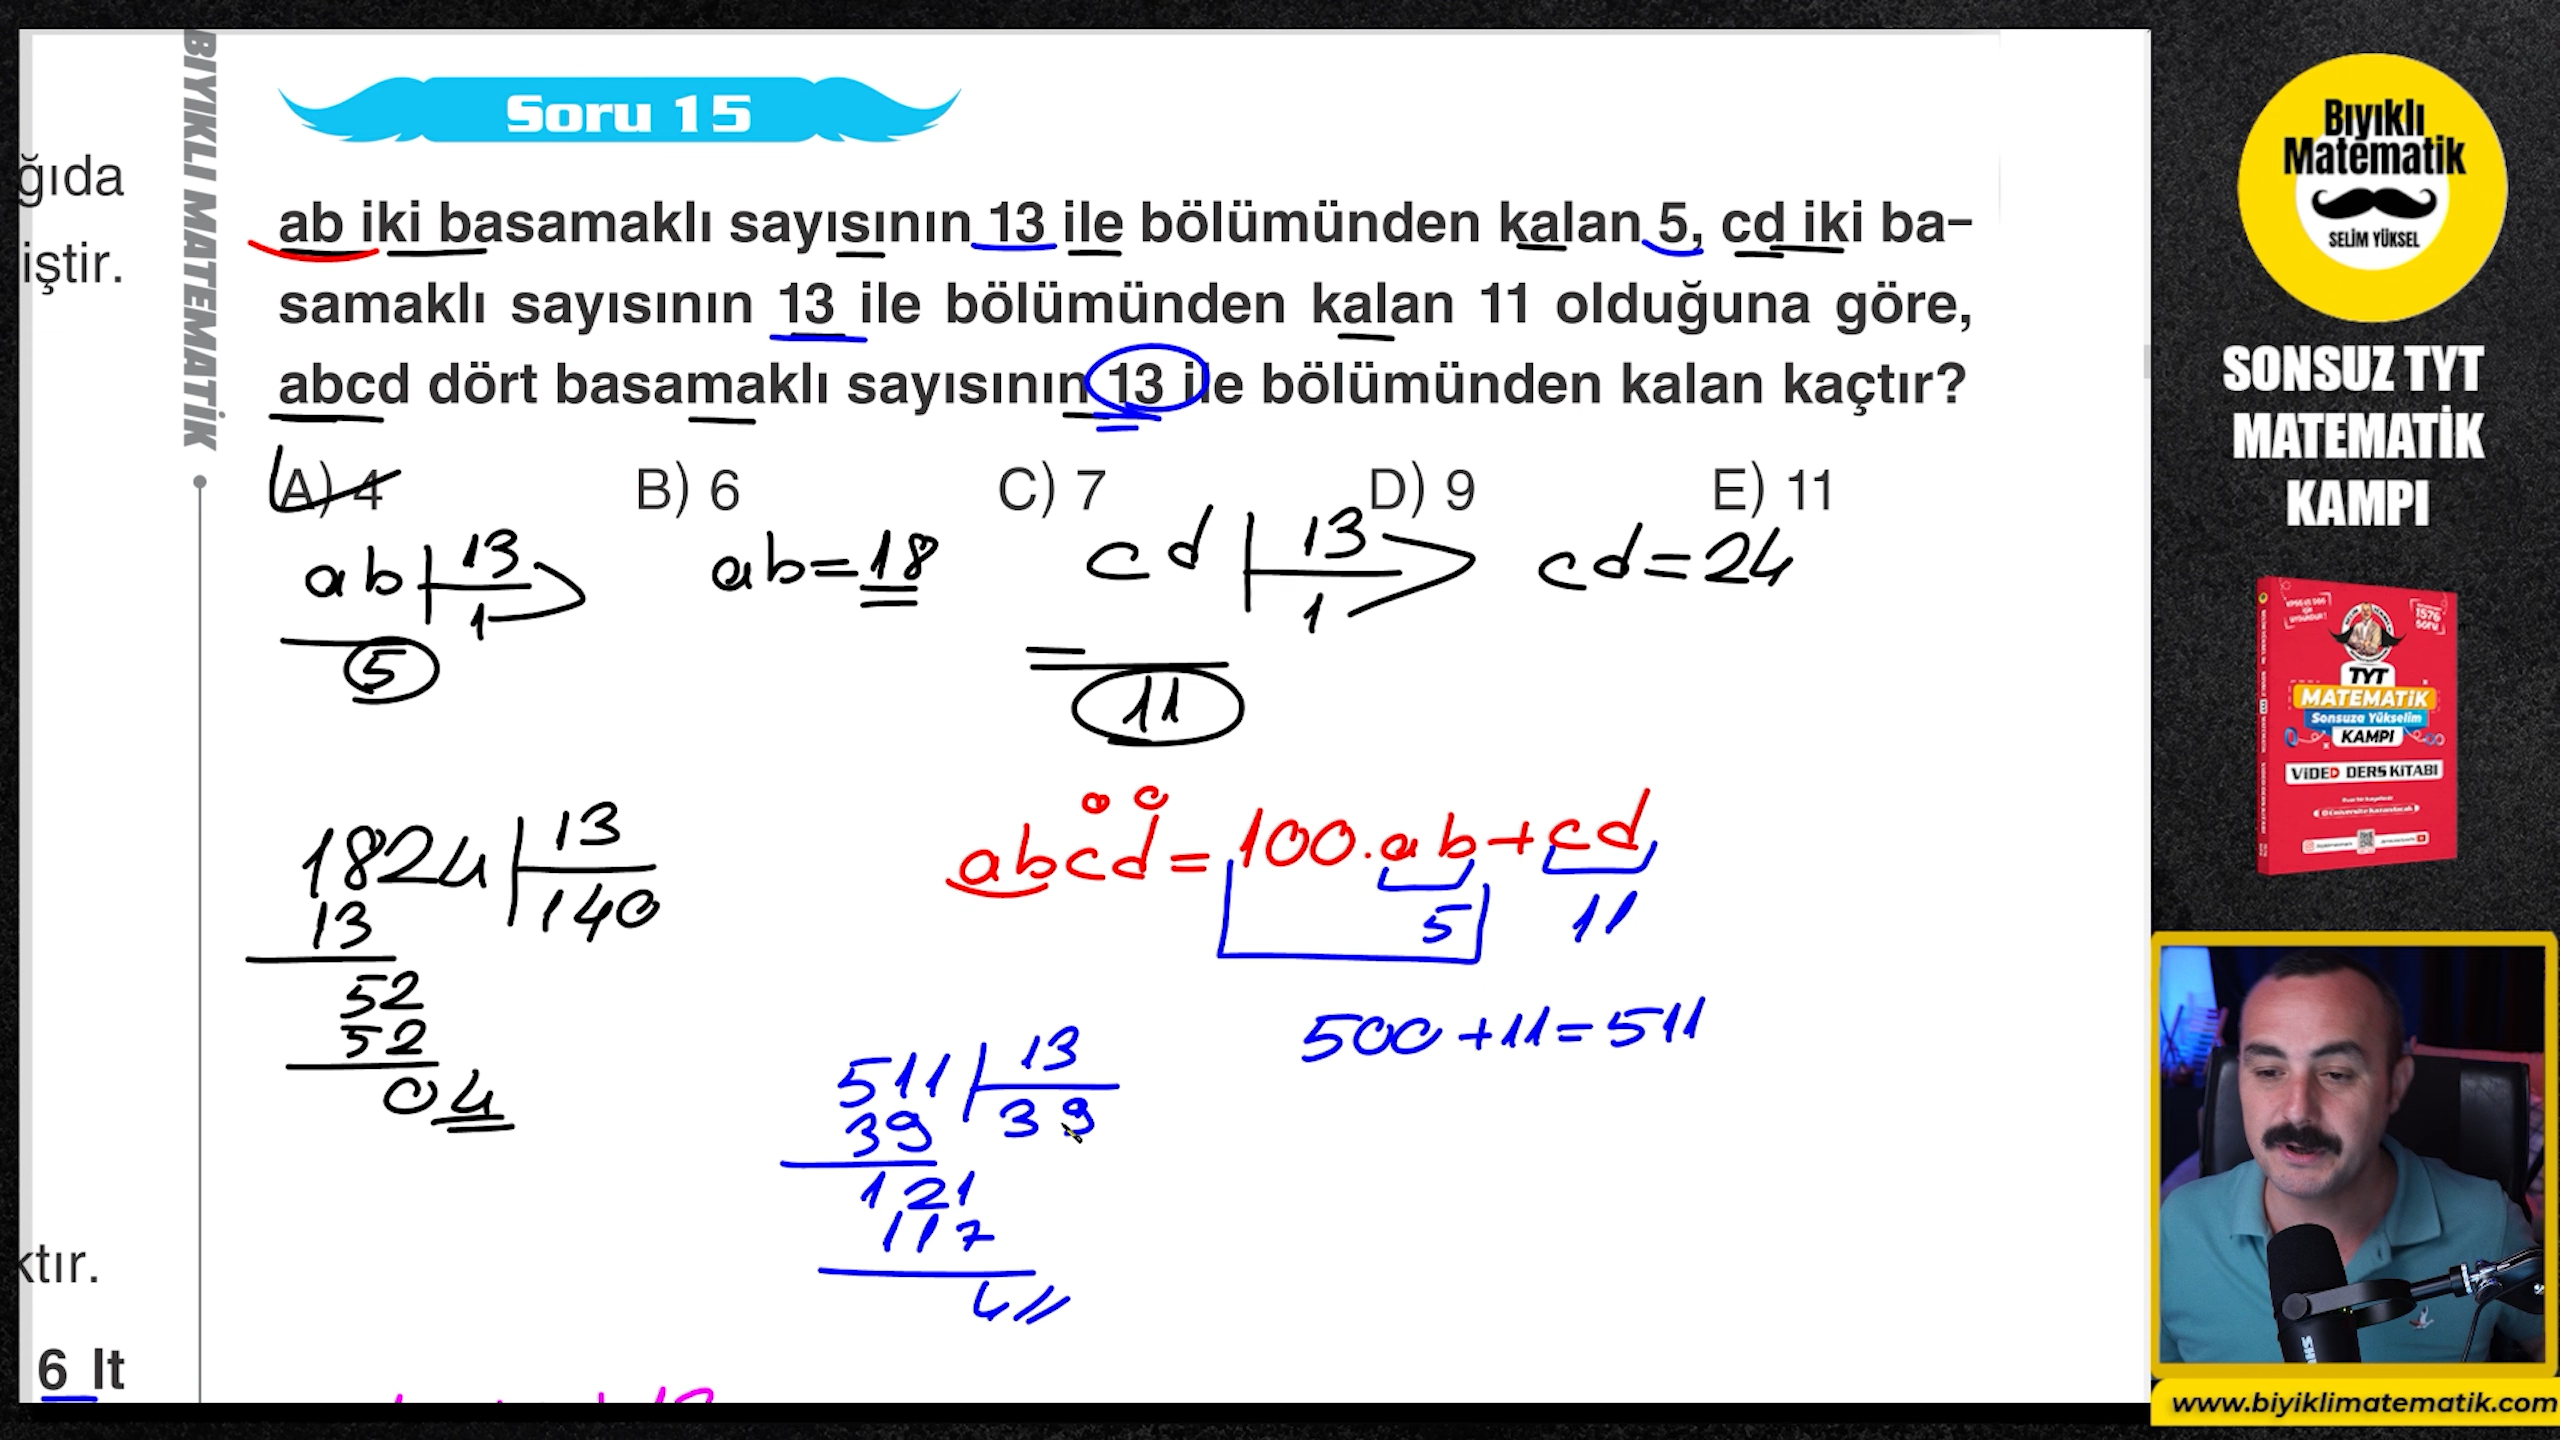 BIYIKLI MATEMATİK
ğıda
iştir.
Soru 15
ab iki basamaklı sayısının 13 ile bölümünden kalan 5, cd iki ba-
samaklı sayısının 13 ile bölümünden kalan 11 olduğuna göre,
abcd dört basamaklı sayısının 13 ile bölümünden kalan kaçtır?
A) 4 B) 6 C) 7 D) 9 E) 11
ab 13
1
5
ab=18
cd 13
1
11
cd=24
1824 13
13 140
52
52
04
abcd=100.ab+cd
5 11
500+11=511
511 13
39 39
121
117
4
ktır.
6 lt
Bıyıklı
Matematik
SELİM YÜKSEL
SONSUZ TYT
MATEMATİK
KAMPI
TYT
MATEMATİK
Sonsuza Yükselim
KAMPI
VİDEO DERS KİTABI
www.biyiklimatematik.com